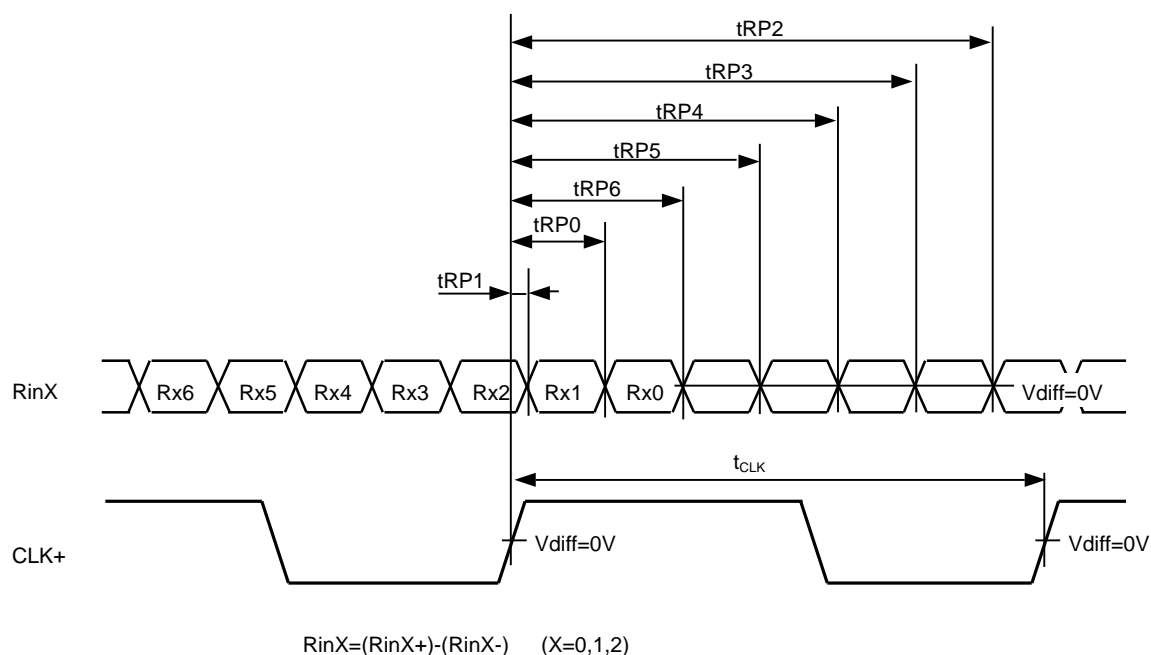 tRP2
tRP3
tRP4
tRP5
tRP6
tRP0
tRP1
RinX
Rx6 Rx5 Rx4 Rx3 Rx2 Rx1 Rx0
Vdiff=0V
tCLK
CLK+
Vdiff=0V
Vdiff=0V
RinX=(RinX+)-(RinX-) (X=0,1,2)